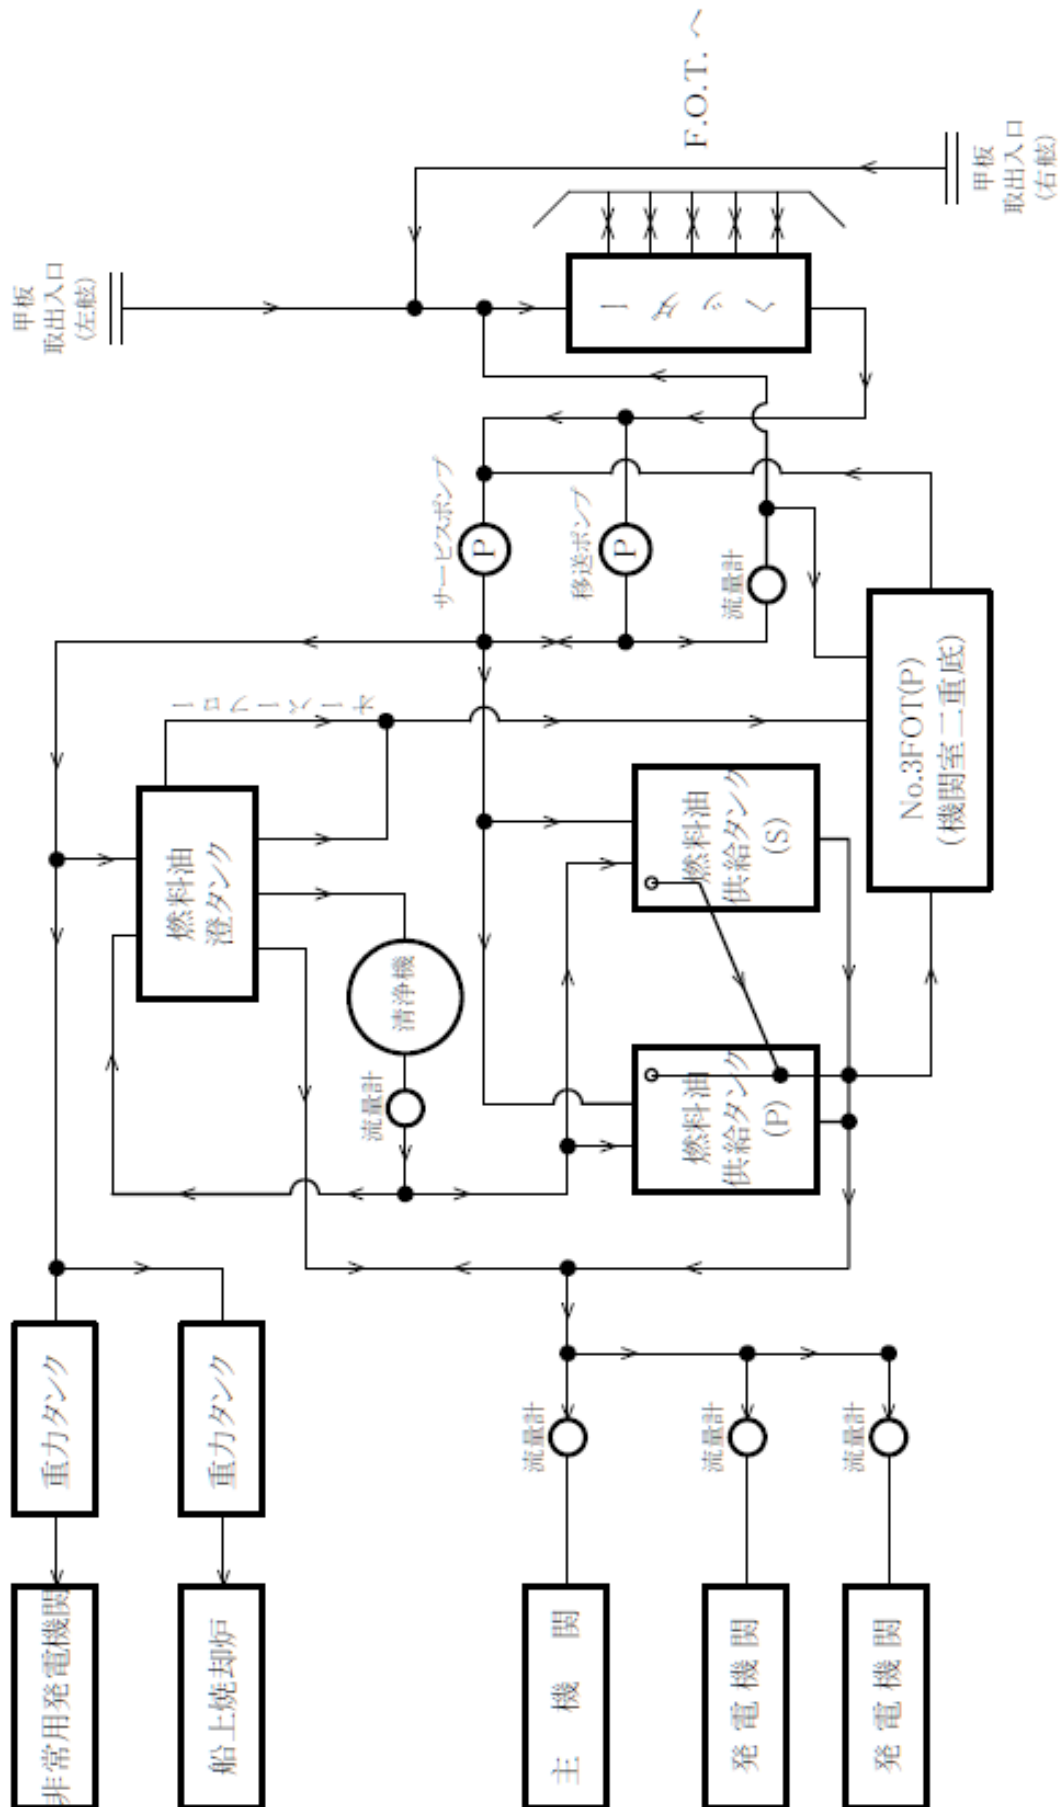 甲板
取出入口
(左舷)
甲板
取出入口
(右舷)
F.O.T. へ
ヘッダー
サービスポンプ
P
移送ポンプ
P
流量計
オーバーフロー
No.3FOT(P)
(機関室二重底)
燃料油
澄タンク
清浄機
流量計
燃料油
供給タンク
(S)
燃料油
供給タンク
(P)
重力タンク
重力タンク
流量計
流量計
流量計
非常用発電機関
船上焼却炉
主機関
発電機関
発電機関